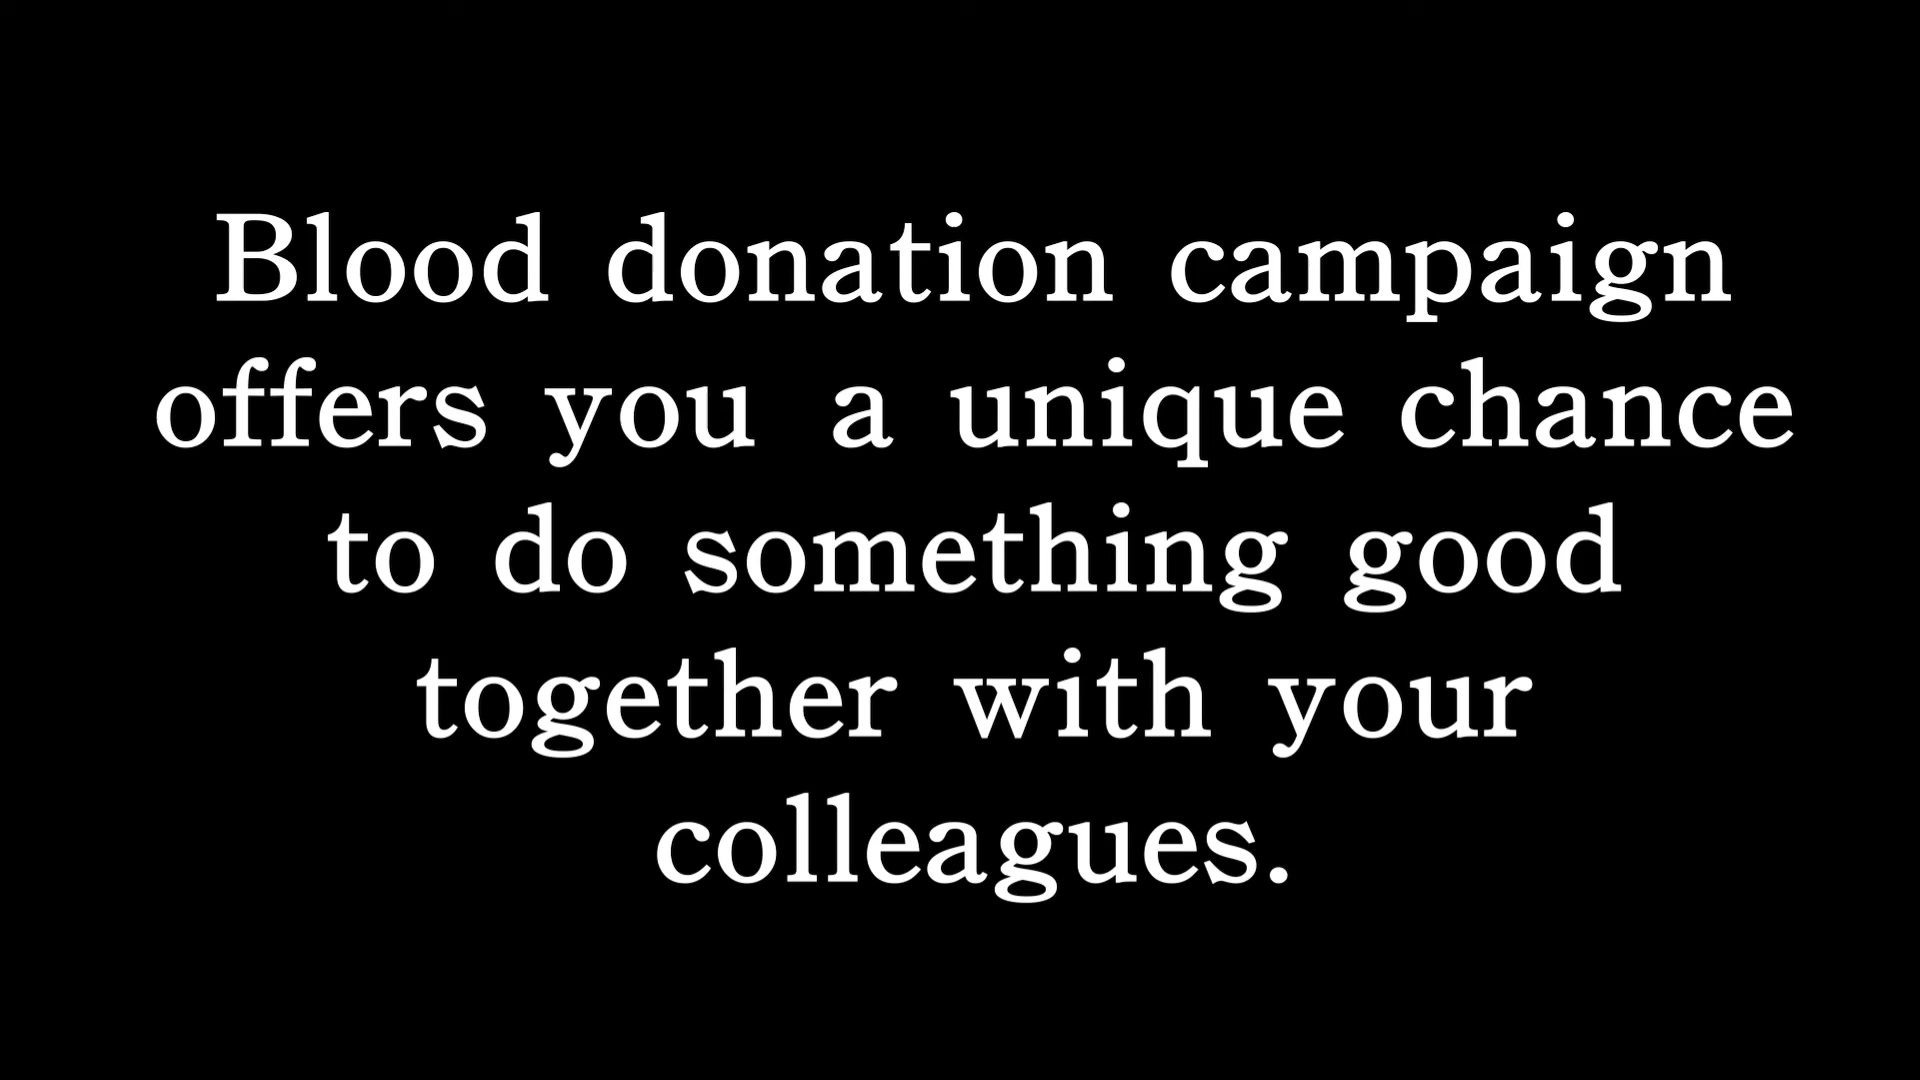 Blood donation campaign
offers you a unique chance
to do something good
together with your
colleagues.